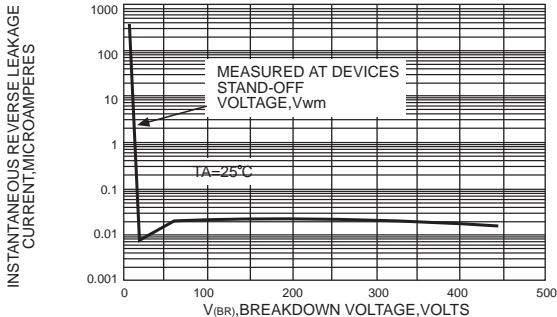 INSTANTANEOUS REVERSE LEAKAGE
CURRENT,MICROAMPERES
1000
100
10
1
0.1
0.01
0.001
MEASURED AT DEVICES
STAND-OFF
VOLTAGE,Vwm
TA=25°C
0 100 200 300 400 500
V(BR),BREAKDOWN VOLTAGE,VOLTS